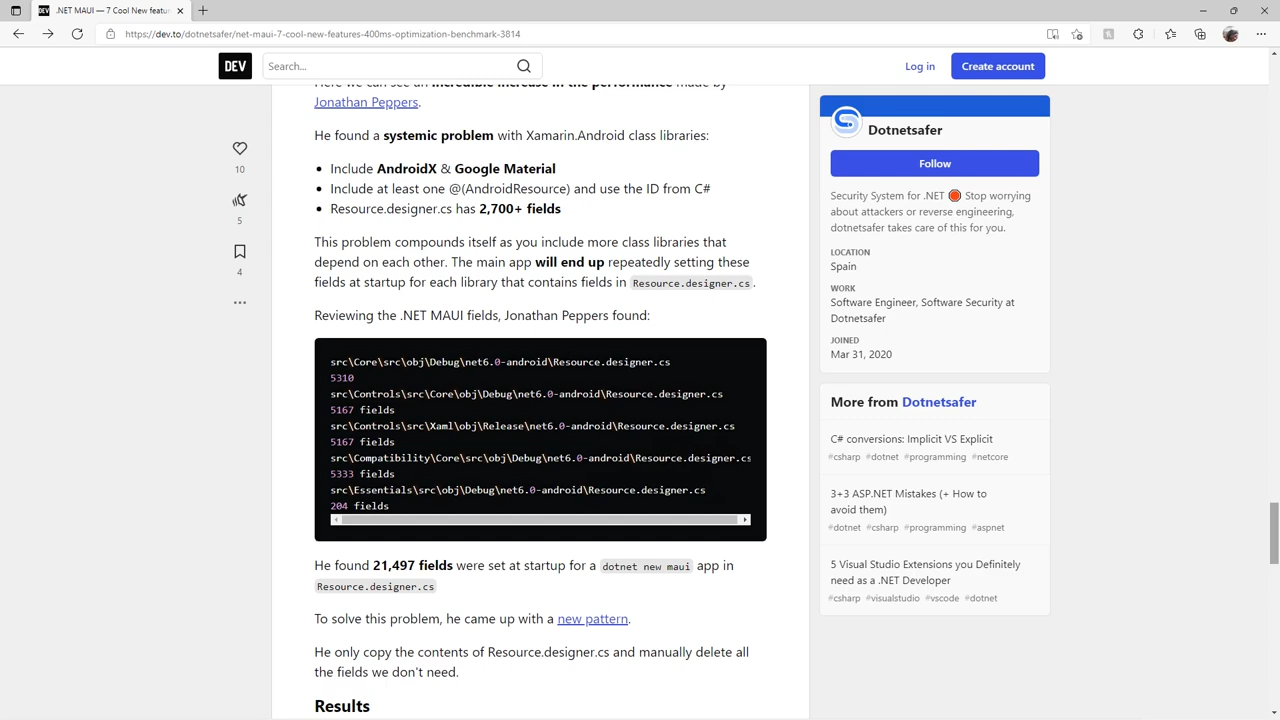 .NET MAUI — 7 Cool New featur
https://dev.to/dotnetsafer/net-maui-7-cool-new-features-400ms-optimization-benchmark-3814
DEV
Search...
Log in
Create account
Here we can see an incredible increase in the performance made by
Jonathan Peppers.
He found a systemic problem with Xamarin.Android class libraries:
• Include AndroidX & Google Material
• Include at least one @(AndroidResource) and use the ID from C#
• Resource.designer.cs has 2,700+ fields
This problem compounds itself as you include more class libraries that
depend on each other. The main app will end up repeatedly setting these
fields at startup for each library that contains fields in Resource.designer.cs.
Reviewing the .NET MAUI fields, Jonathan Peppers found:
src\Core\src\obj\Debug\net6.0-android\Resource.designer.cs
5310
src\Controls\src\Core\obj\Debug\net6.0-android\Resource.designer.cs
5167 fields
src\Controls\src\Xaml\obj\Release\net6.0-android\Resource.designer.cs
5167 fields
src\Compatibility\Core\src\obj\Debug\net6.0-android\Resource.designer.cs
5333 fields
src\Essentials\src\obj\Debug\net6.0-android\Resource.designer.cs
204 fields
He found 21,497 fields were set at startup for a dotnet new maui app in
Resource.designer.cs
To solve this problem, he came up with a new pattern.
He only copy the contents of Resource.designer.cs and manually delete all
the fields we don't need.
Results
10
5
4
Dotnetsafer
Follow
Security System for .NET 🛑 Stop worrying
about attackers or reverse engineering,
dotnetsafer takes care of this for you.
LOCATION
Spain
WORK
Software Engineer, Software Security at
Dotnetsafer
JOINED
Mar 31, 2020
More from Dotnetsafer
C# conversions: Implicit VS Explicit
#csharp #dotnet #programming #netcore
3+3 ASP.NET Mistakes (+ How to
avoid them)
#dotnet #csharp #programming #aspnet
5 Visual Studio Extensions you Definitely
need as a .NET Developer
#csharp #visualstudio #vscode #dotnet